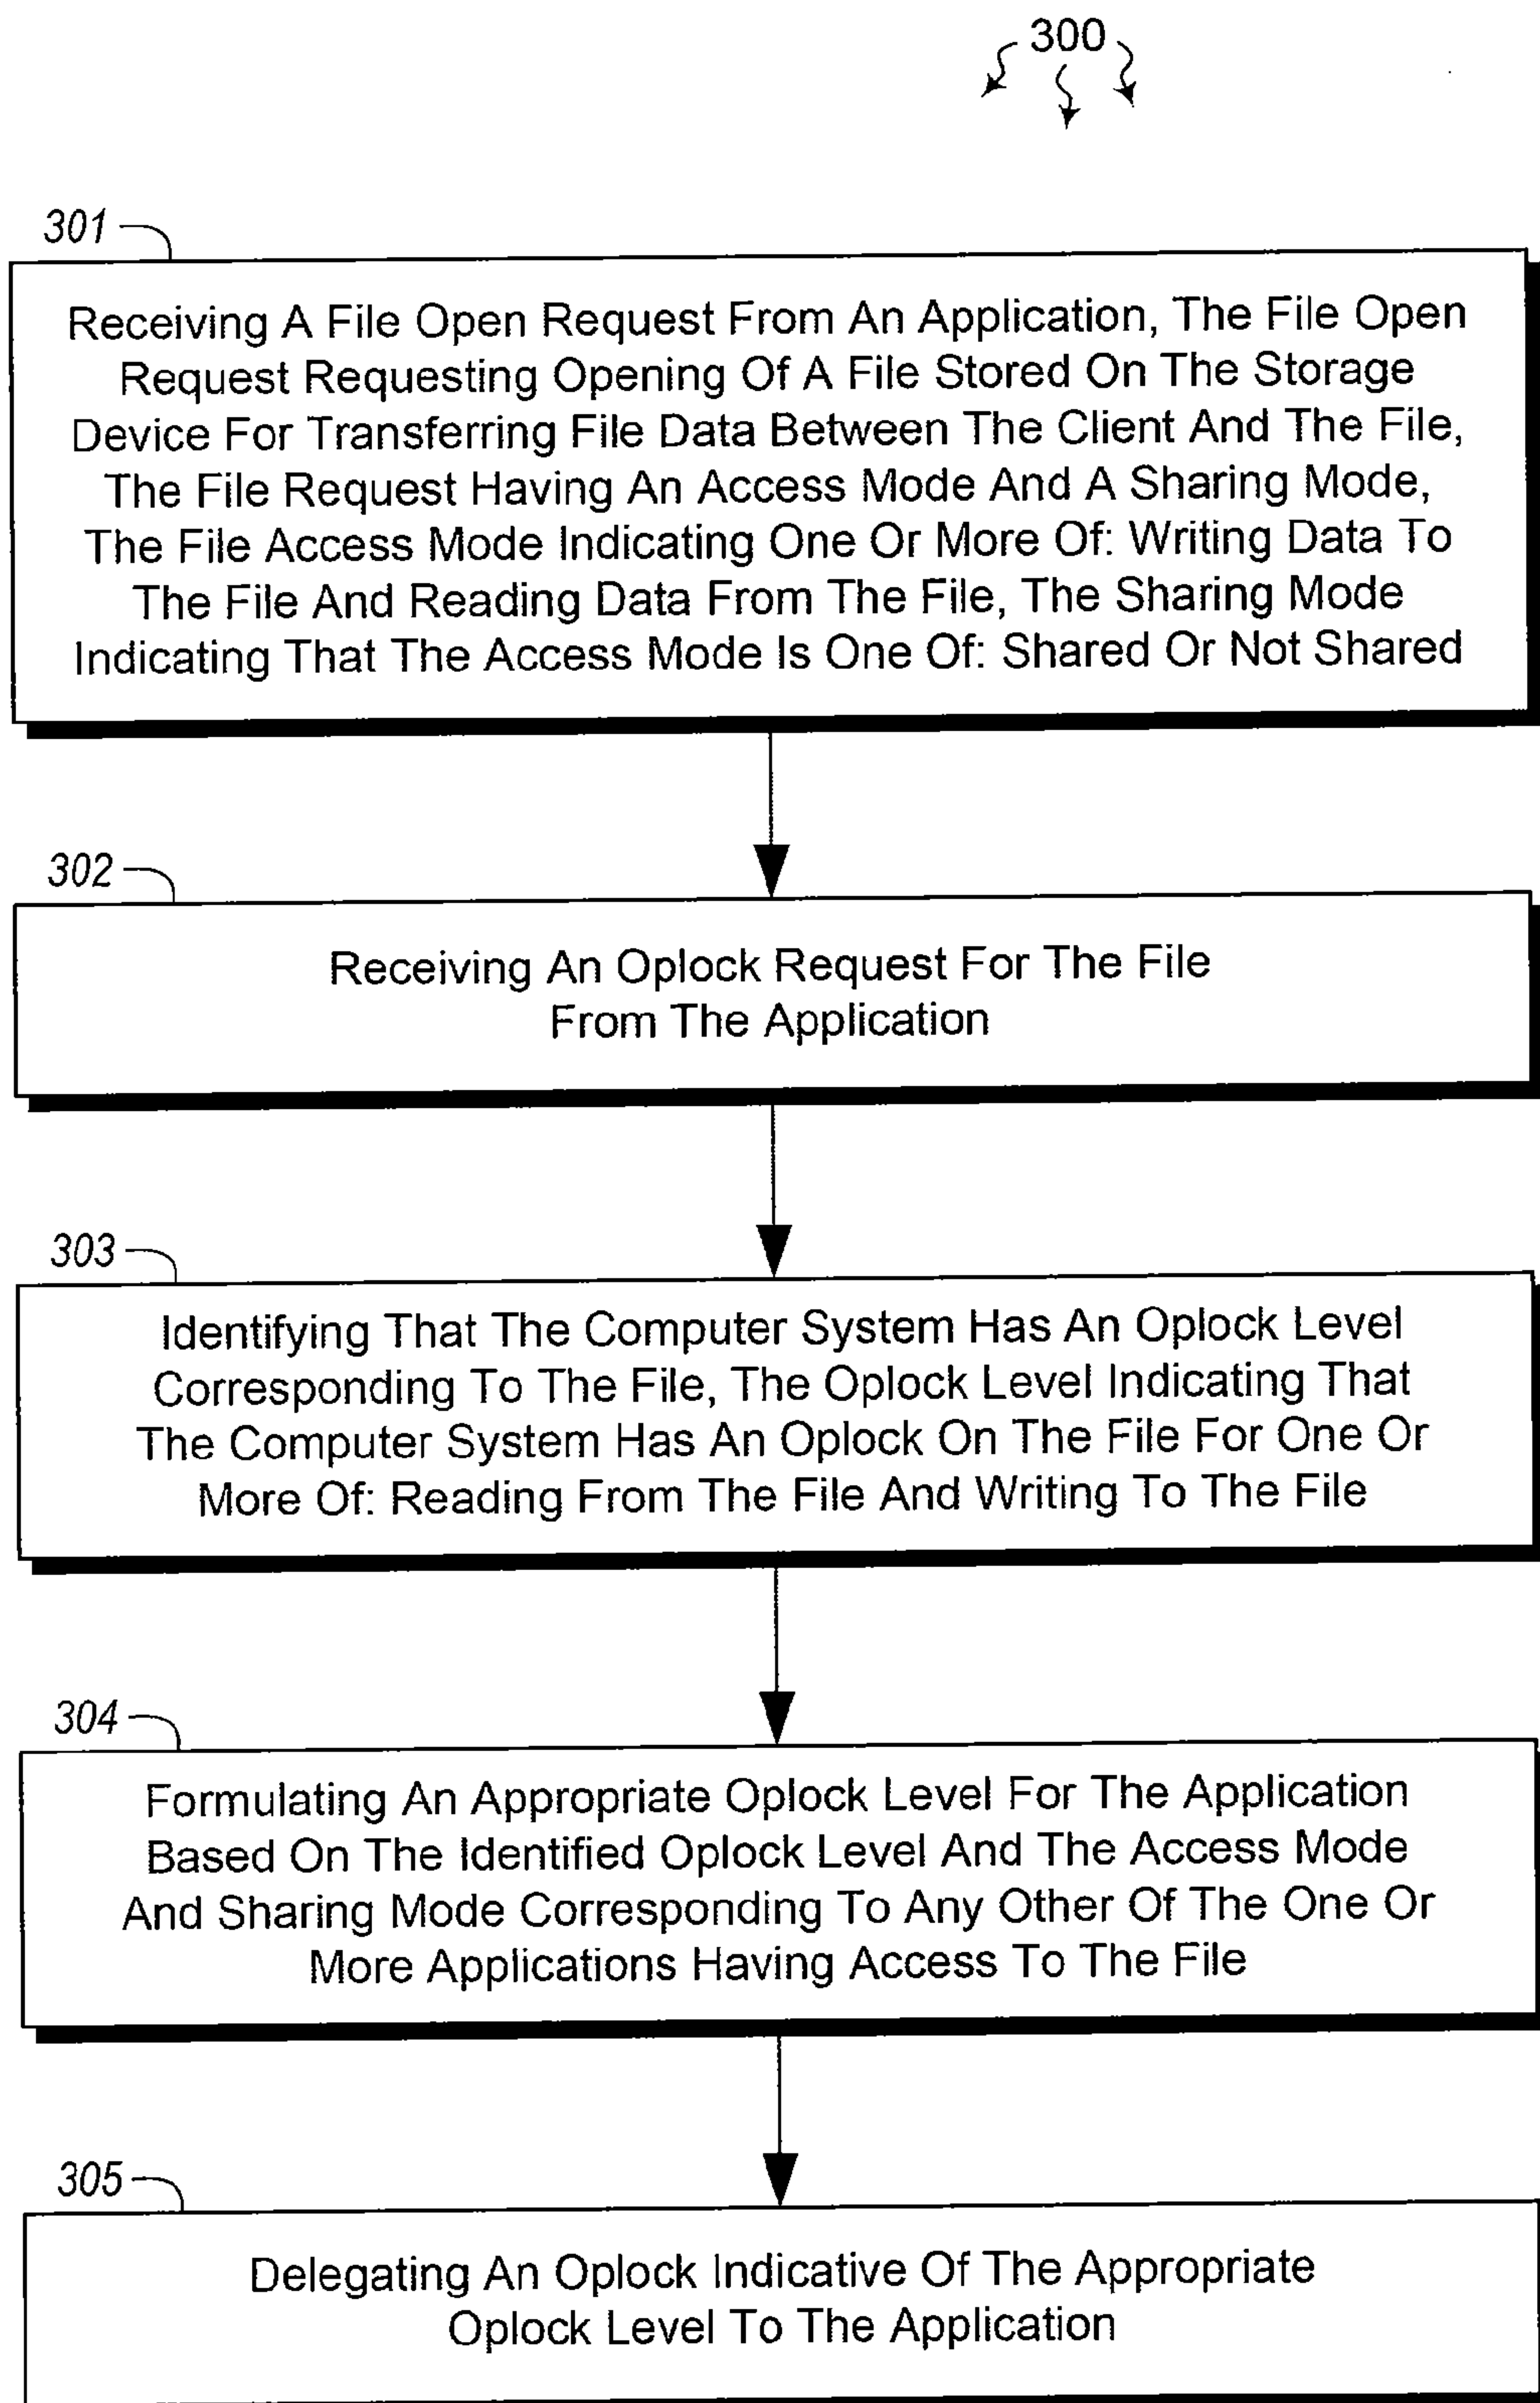 300
301
Receiving A File Open Request From An Application, The File Open
Request Requesting Opening Of A File Stored On The Storage
Device For Transferring File Data Between The Client And The File,
The File Request Having An Access Mode And A Sharing Mode,
The File Access Mode Indicating One Or More Of: Writing Data To
The File And Reading Data From The File, The Sharing Mode
Indicating That The Access Mode Is One Of: Shared Or Not Shared
302
Receiving An Oplock Request For The File
From The Application
303
Identifying That The Computer System Has An Oplock Level
Corresponding To The File, The Oplock Level Indicating That
The Computer System Has An Oplock On The File For One Or
More Of: Reading From The File And Writing To The File
304
Formulating An Appropriate Oplock Level For The Application
Based On The Identified Oplock Level And The Access Mode
And Sharing Mode Corresponding To Any Other Of The One Or
More Applications Having Access To The File
305
Delegating An Oplock Indicative Of The Appropriate
Oplock Level To The Application